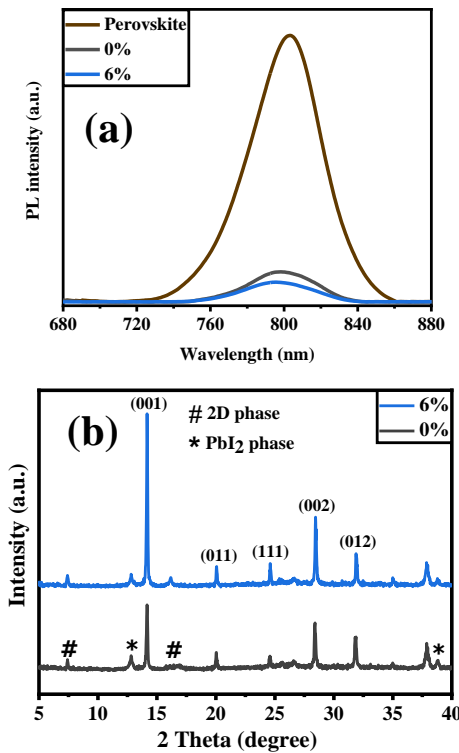 Perovskite
0%
6%
(a)
PL intensity (a.u.)
680 720 760 800 840 880
Wavelength (nm)
(b)
(001)
# 2D phase
* PbI2 phase
6%
0%
(002)
(011)
(111)
(012)
Intensity (a.u.)
# * # *
5 10 15 20 25 30 35 40
2 Theta (degree)